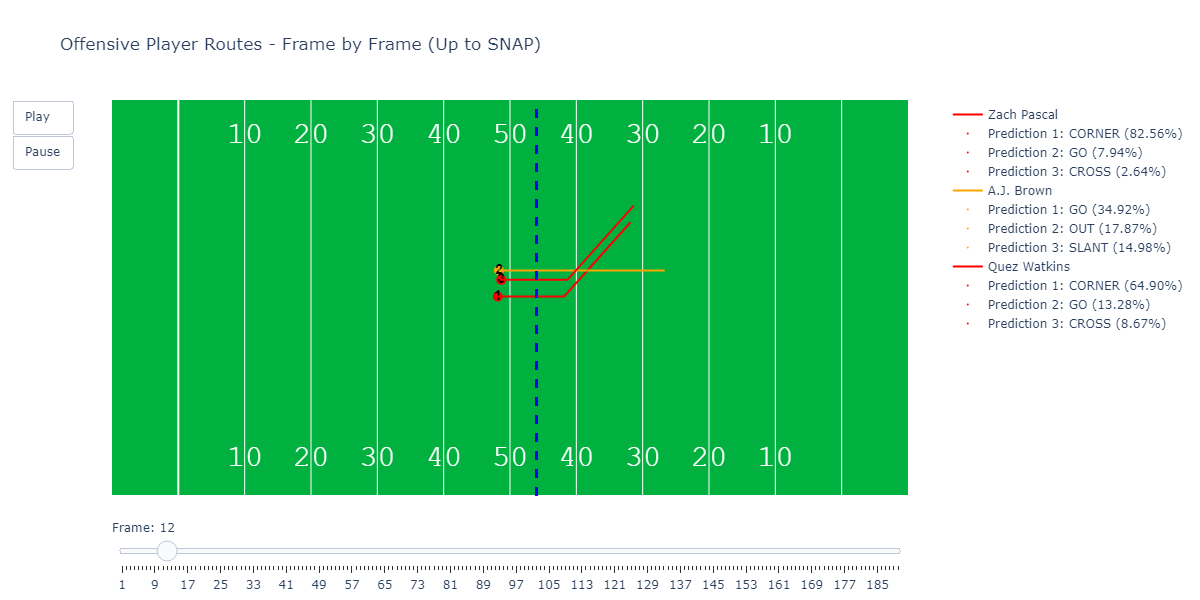 Offensive Player Routes - Frame by Frame (Up to SNAP)
Play
Pause
10 20 30 40 50 40 30 20 10
2
1
10 20 30 40 50 40 30 20 10
Zach Pascal
Prediction 1: CORNER (82.56%)
Prediction 2: GO (7.94%)
Prediction 3: CROSS (2.64%)
A.J. Brown
Prediction 1: GO (34.92%)
Prediction 2: OUT (17.87%)
Prediction 3: SLANT (14.98%)
Quez Watkins
Prediction 1: CORNER (64.90%)
Prediction 2: GO (13.28%)
Prediction 3: CROSS (8.67%)
Frame: 12
1 9 17 25 33 41 49 57 65 73 81 89 97 105 113 121 129 137 145 153 161 169 177 185